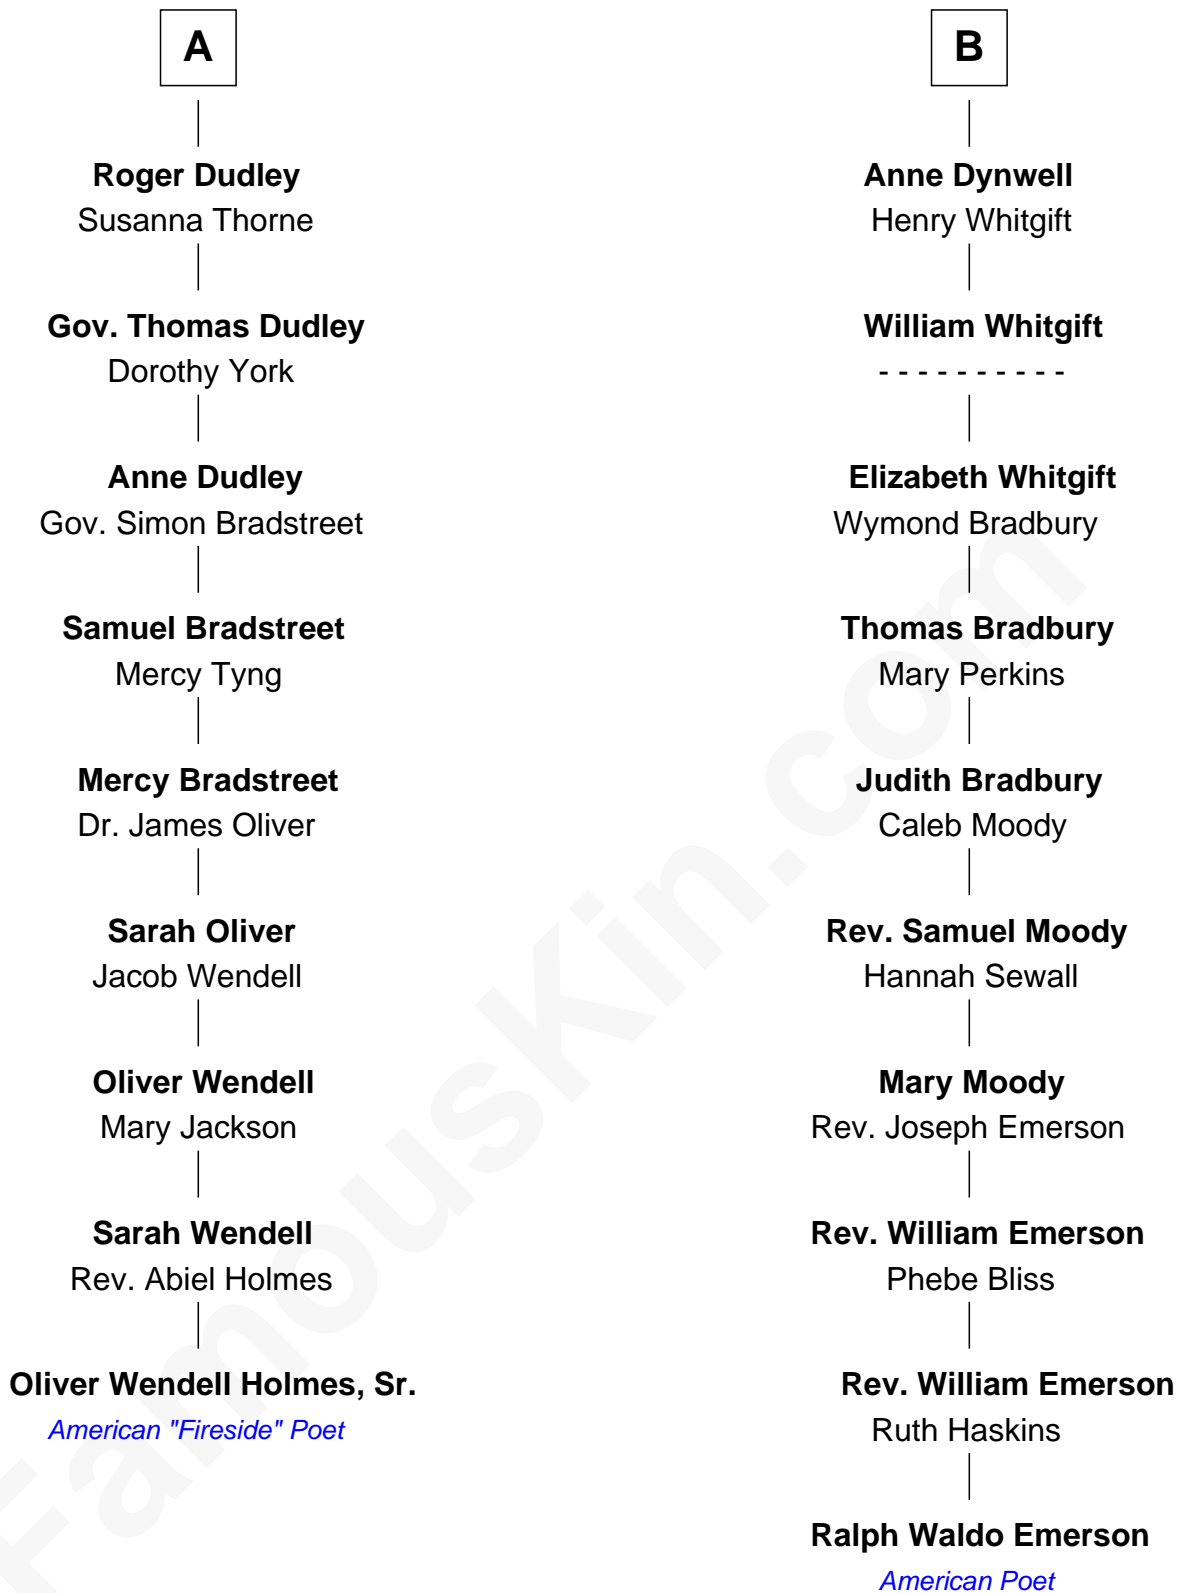 A
Roger Dudley
Susanna Thorne
Gov. Thomas Dudley
Dorothy York
Anne Dudley
Gov. Simon Bradstreet
Samuel Bradstreet
Mercy Tyng
Mercy Bradstreet
Dr. James Oliver
Sarah Oliver
Jacob Wendell
Oliver Wendell
Mary Jackson
Sarah Wendell
Rev. Abiel Holmes
Oliver Wendell Holmes, Sr.
American "Fireside" Poet
B
Anne Dynwell
Henry Whitgift
William Whitgift
- - - - - - - - - -
Elizabeth Whitgift
Wymond Bradbury
Thomas Bradbury
Mary Perkins
Judith Bradbury
Caleb Moody
Rev. Samuel Moody
Hannah Sewall
Mary Moody
Rev. Joseph Emerson
Rev. William Emerson
Phebe Bliss
Rev. William Emerson
Ruth Haskins
Ralph Waldo Emerson
American Poet
FamousKin.com